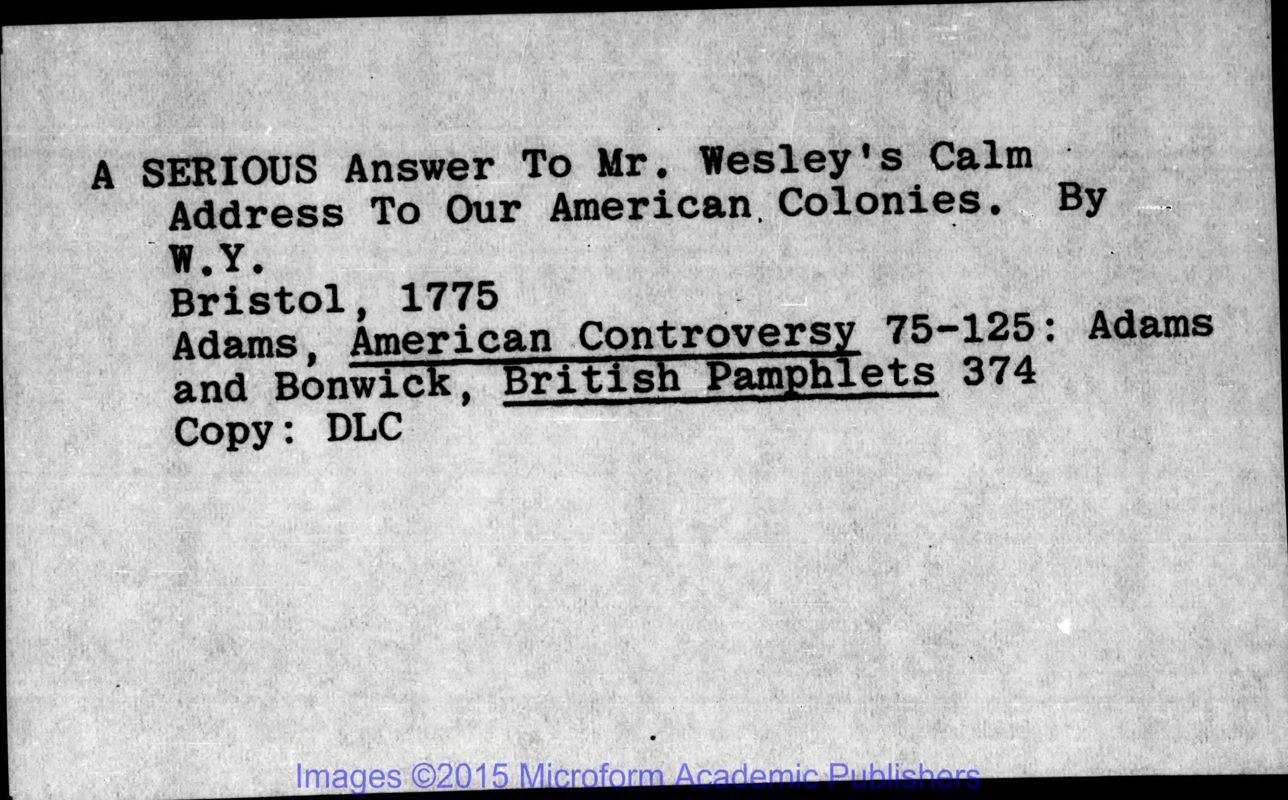 A SERIOUS Answer To Mr. Wesley's Calm
Address To Our American Colonies. By
W.Y.
Bristol, 1775
Adams, American Controversy 75-125: Adams
and Bonwick, British Pamphlets 374
Copy: DLC
Images ©2015 Microform Academic Publishers